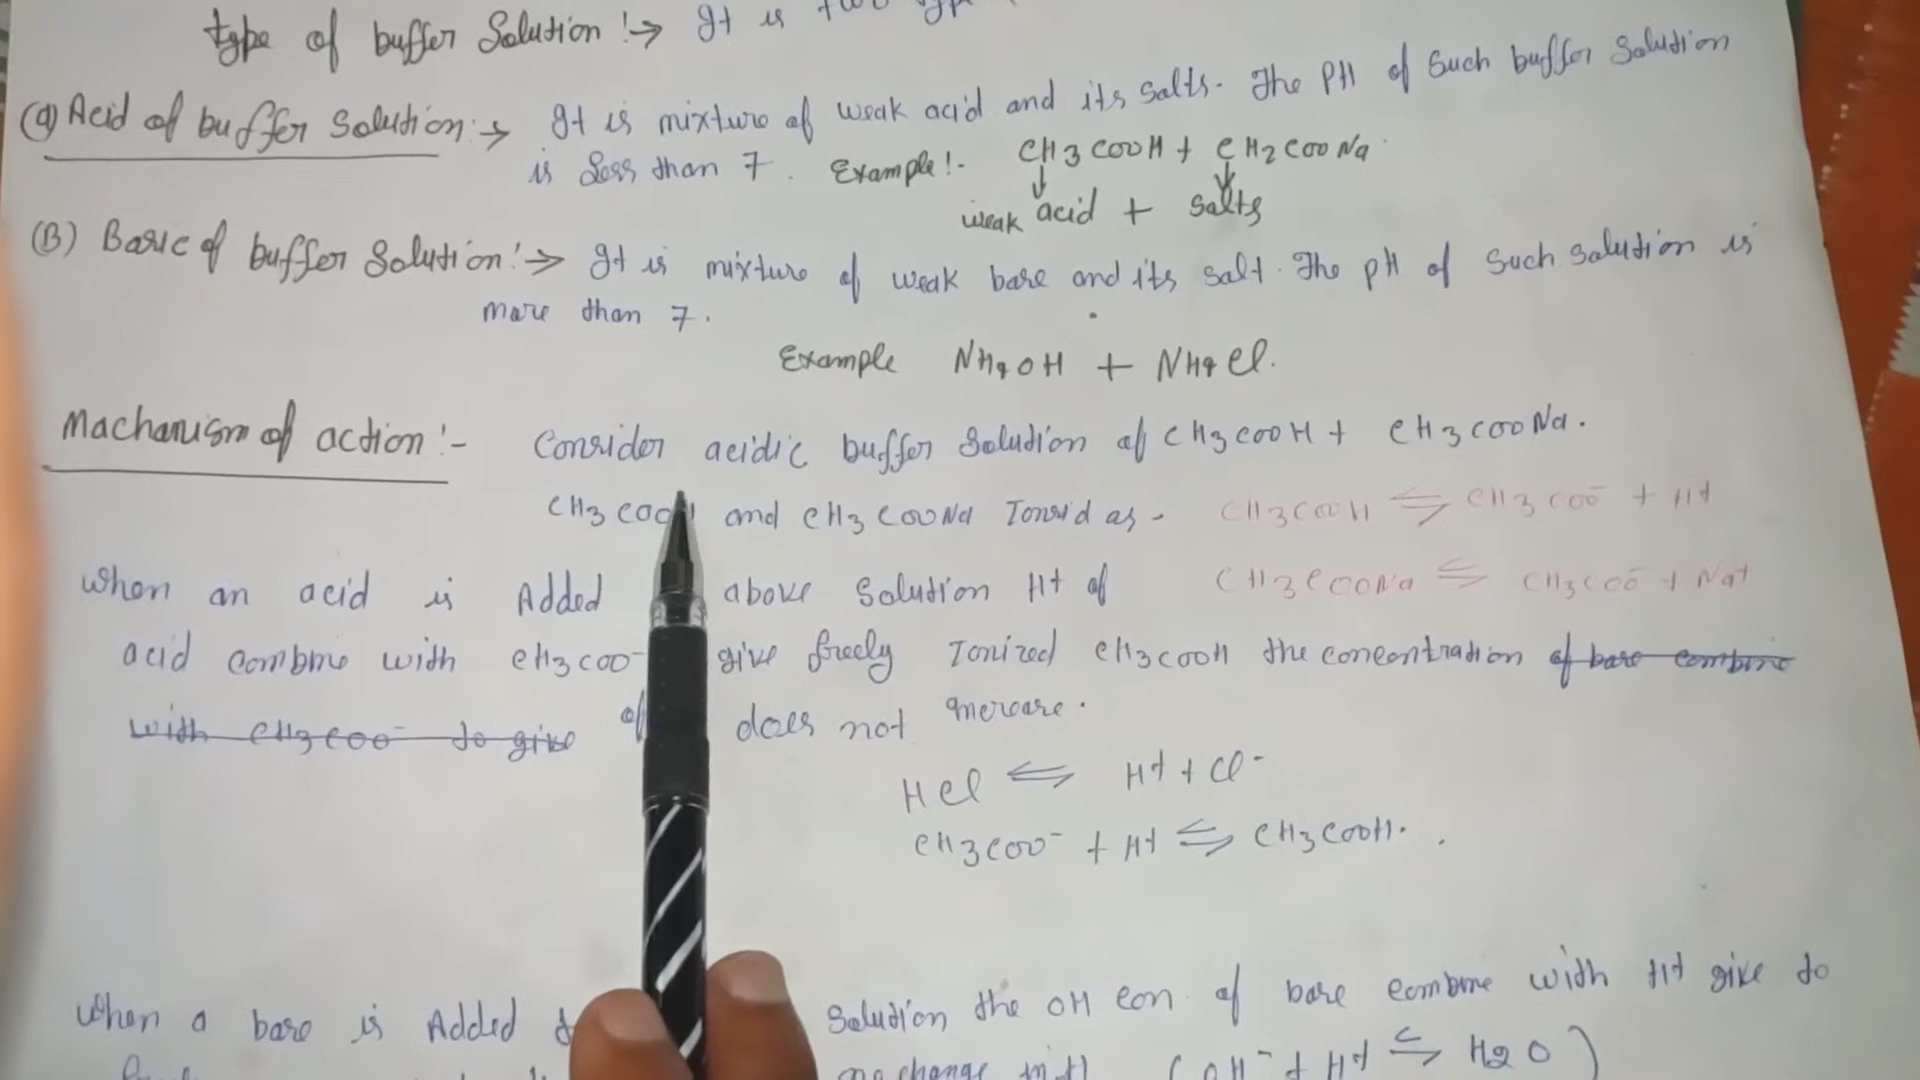 type of buffer Solution :→ It is two
(a) Acid of buffer Solution :→ It is mixture of weak acid and its salts. The PH of Such buffer Solution
is Less than 7. Example :- CH3COOH + CH2COONa
weak acid + Salts
(B) Basic of buffer Solution :→ It is mixture of weak base and its salt. The pH of Such Solution is
more than 7.
Example NH4OH + NH4Cl.
Machanism of action :- Consider acidic buffer Solution of CH3COOH + CH3COONa.
and CH3COONa as - CH3COOH ⇌ CH3COO- + H+
When an acid is Added above Solution H+ of CH3COONa ⇌ CH3COO- + Na+
acid combine with CH3COO- give freely Ionized CH3COOH the concentration of base combine
with CH3COO- to give of does not increase.
HCl ⇌ H+ + Cl-
CH3COO- + H+ ⇌ CH3COOH.
When a base is Added Solution the OH of base combine with H+ give to
(OH- + H+ ⇌ H2O)